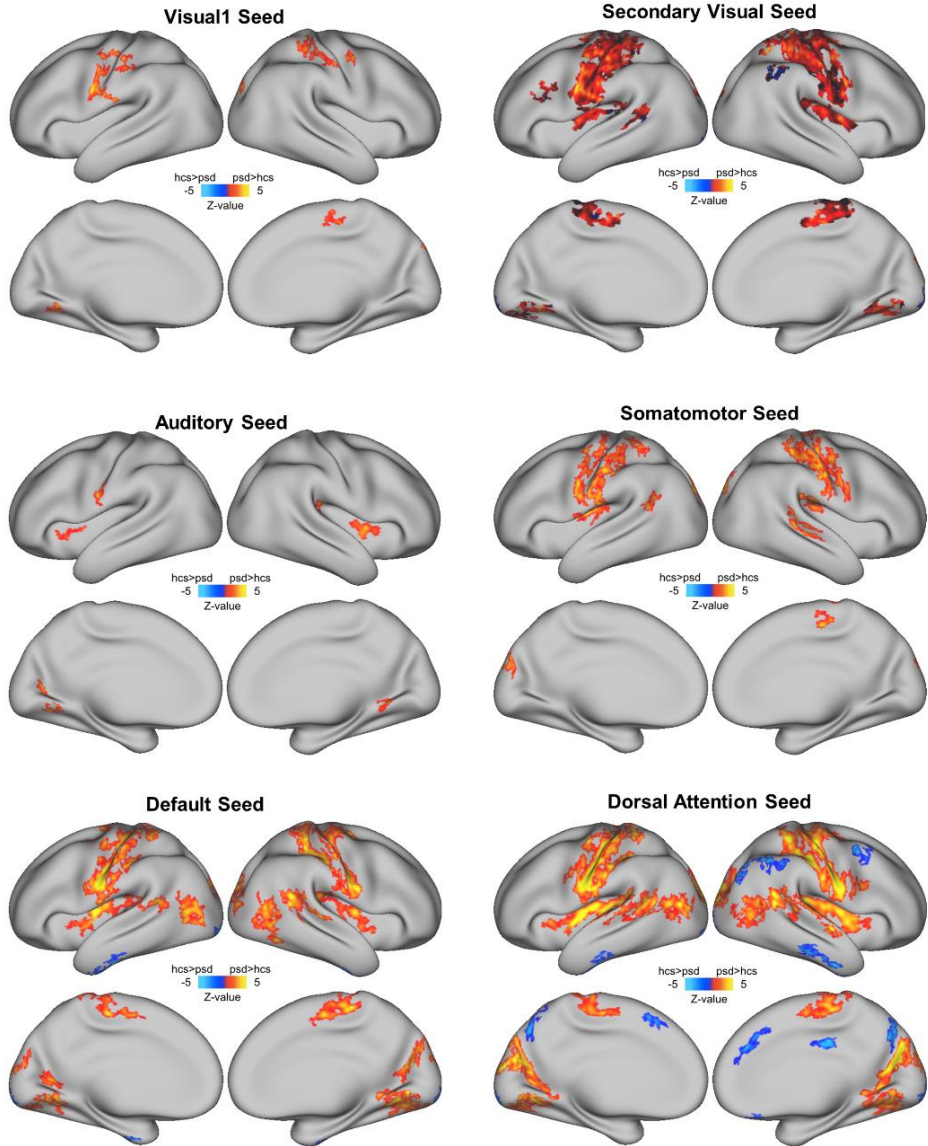 Visual1 Seed
hcs>psd psd>hcs
-5 5
Z-value
Secondary Visual Seed
hcs>psd psd>hcs
-5 5
Z-value
Auditory Seed
hcs>psd psd>hcs
-5 5
Z-value
Somatomotor Seed
hcs>psd psd>hcs
-5 5
Z-value
Default Seed
hcs>psd psd>hcs
-5 5
Z-value
Dorsal Attention Seed
hcs>psd psd>hcs
-5 5
Z-value